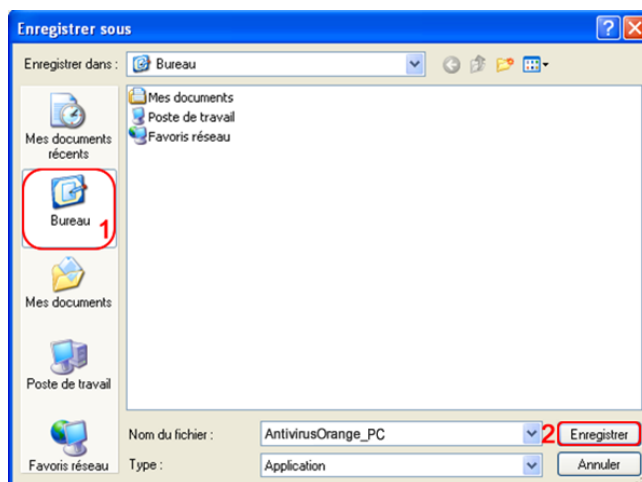 Enregistrer sous
Enregistrer dans :
Bureau
Mes documents récents
Bureau
1
Mes documents
Poste de travail
Favoris réseau
Mes documents
Poste de travail
Favoris réseau
Nom du fichier :
AntivirusOrange_PC
2
Enregistrer
Type :
Application
Annuler